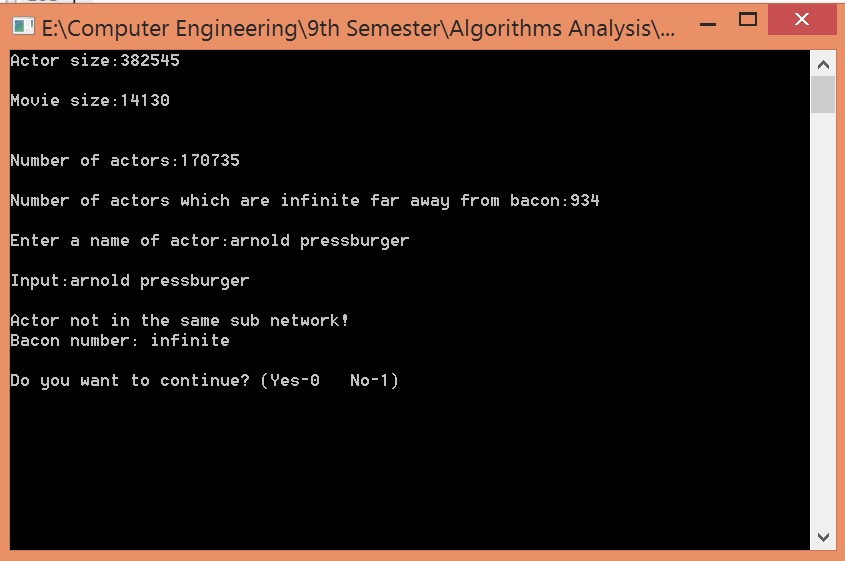 E:\Computer Engineering\9th Semester\Algorithms Analysis\...
Actor size:382545
Movie size:14130
Number of actors:170735
Number of actors which are infinite far away from bacon:934
Enter a name of actor:arnold pressburger
Input:arnold pressburger
Actor not in the same sub network!
Bacon number: infinite
Do you want to continue? (Yes-0   No-1)